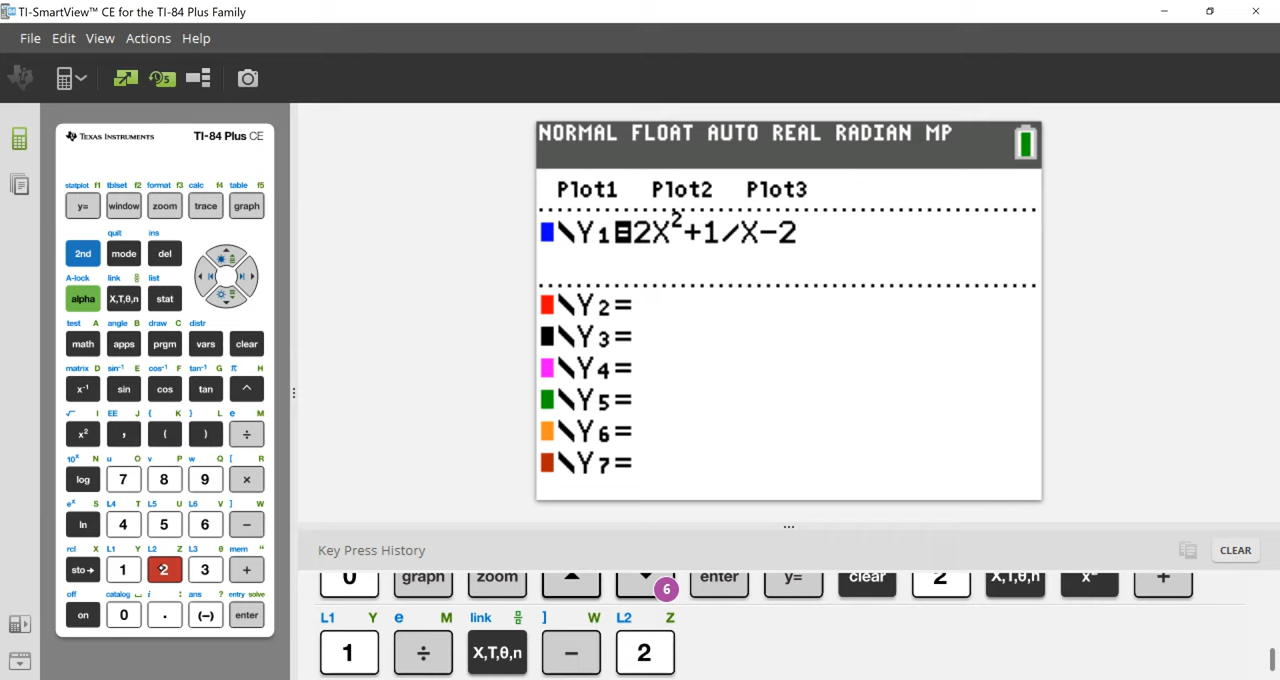 TI-SmartView™ CE for the TI-84 Plus Family
File Edit View Actions Help
TEXAS INSTRUMENTS TI-84 Plus CE
statplot f1 tblset f2 format f3 calc f4 table f5
y= window zoom trace graph
quit ins
2nd mode del
A-lock link list
alpha X,T,θ,n stat
test A angle B draw C distr
math apps prgm vars clear
matrix D sin⁻¹ E cos⁻¹ F tan⁻¹ G π H
x⁻¹ sin cos tan ^
√ I EE J { K } L e M
x² , ( ) ÷
10ˣ N u O v P w Q [ R
log 7 8 9 ×
eˣ S L4 T L5 U L6 V ] W
ln 4 5 6 −
rcl X L1 Y L2 Z L3 θ mem "
sto→ 1 2 3 +
off catalog ⎵ i : ans ? entry solve
on 0 . (−) enter
NORMAL FLOAT AUTO REAL RADIAN MP
Plot1 Plot2 Plot3
\Y1=2X²+1/X−2
\Y2=
\Y3=
\Y4=
\Y5=
\Y6=
\Y7=
Key Press History
CLEAR
0 graph zoom 6 enter y= clear 2 X,T,θ,n x² +
L1 Y e M link ] W L2 Z
1 ÷ X,T,θ,n − 2